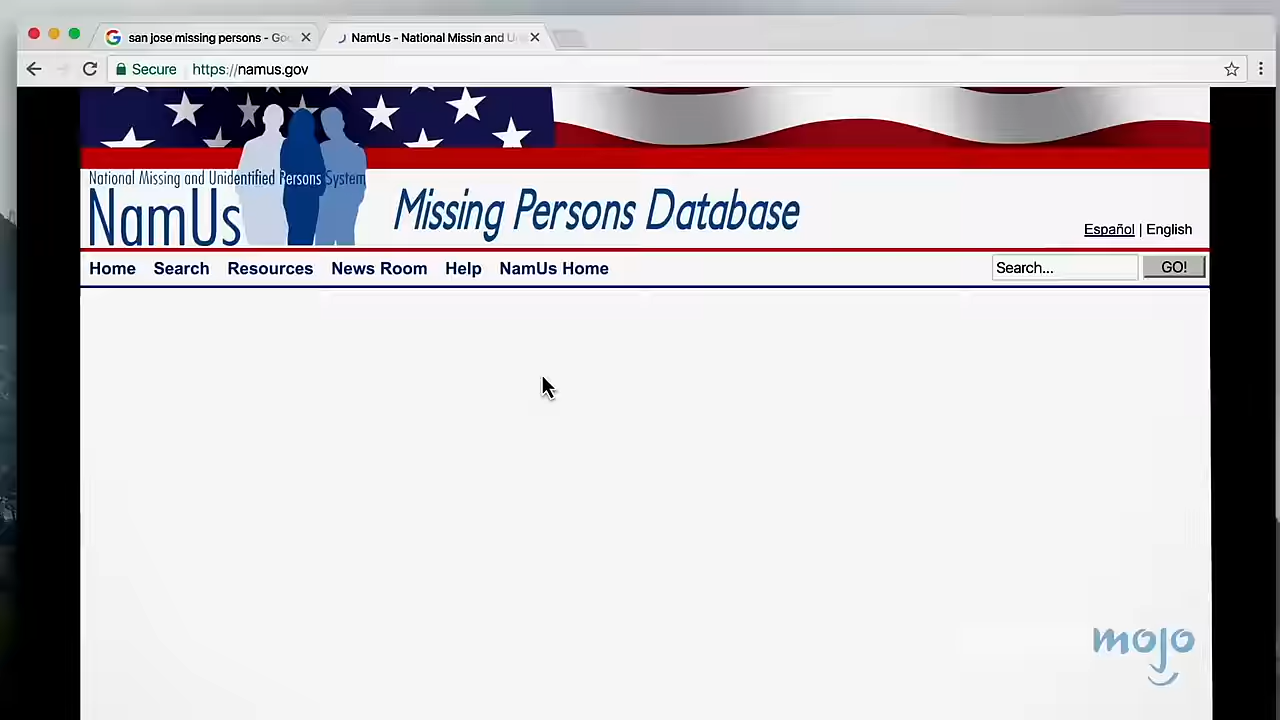 san jose missing persons - Goo
NamUs - National Missin and U
Secure https://namus.gov
National Missing and Unidentified Persons System
NamUs
Missing Persons Database
Español | English
Home Search Resources News Room Help NamUs Home
Search... GO!
mojo